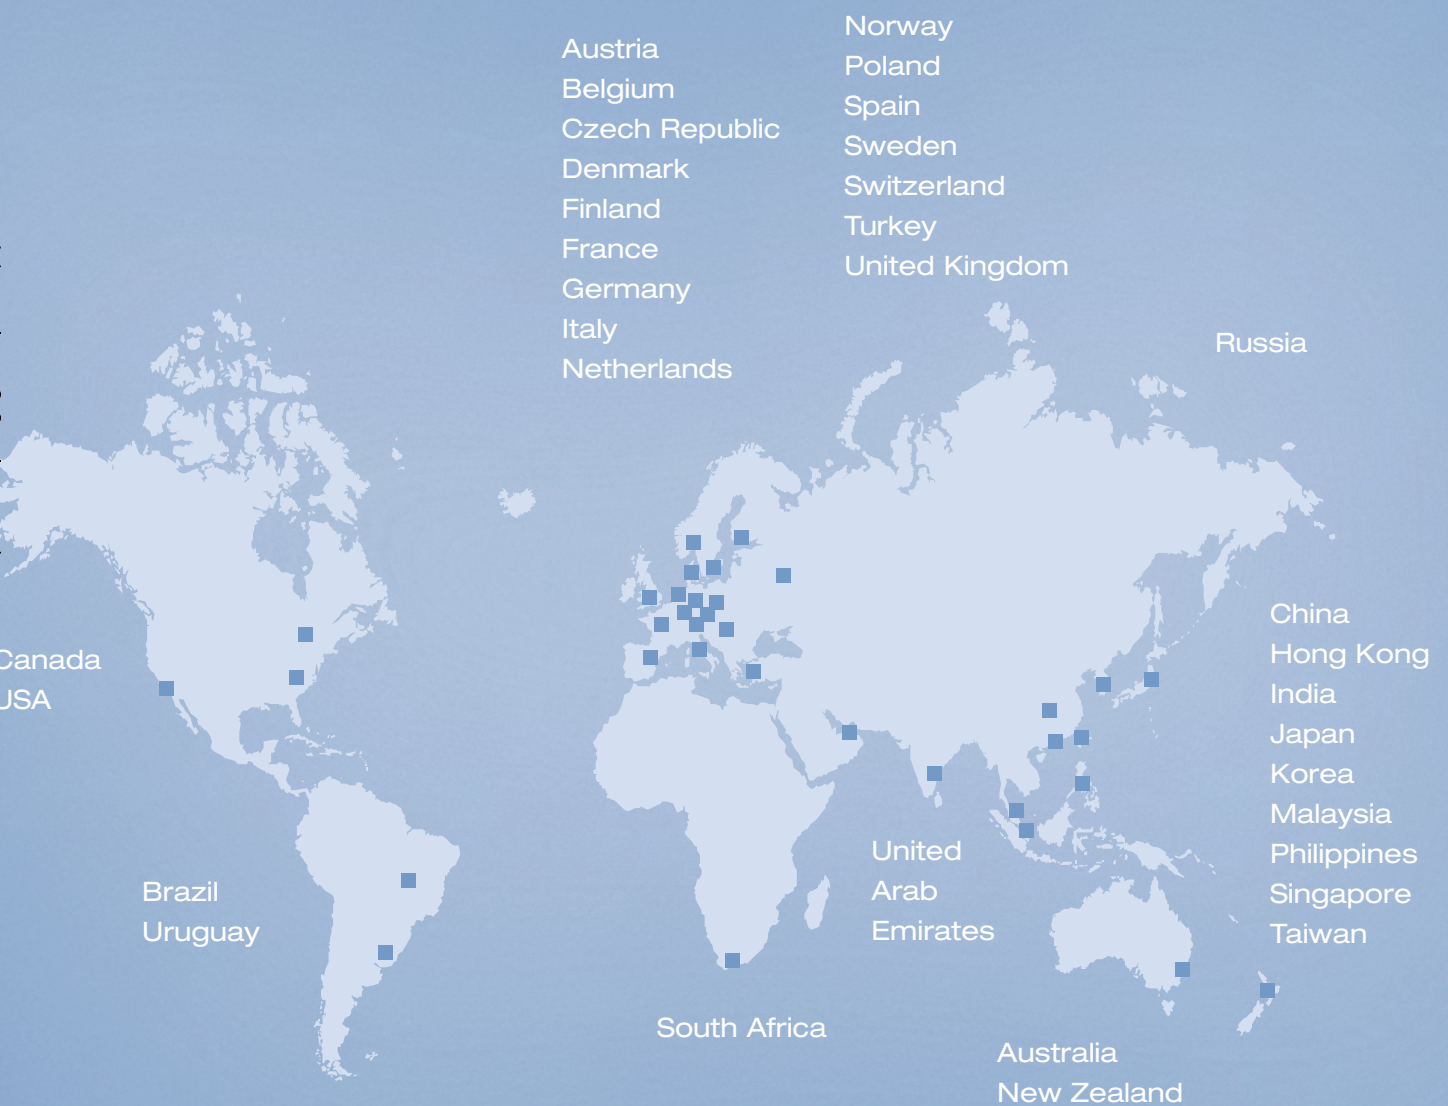 Austria
Belgium
Czech Republic
Denmark
Finland
France
Germany
Italy
Netherlands
Norway
Poland
Spain
Sweden
Switzerland
Turkey
United Kingdom
Russia
Canada
USA
China
Hong Kong
India
Japan
Korea
Malaysia
Philippines
Singapore
Taiwan
Brazil
Uruguay
United
Arab
Emirates
South Africa
Australia
New Zealand